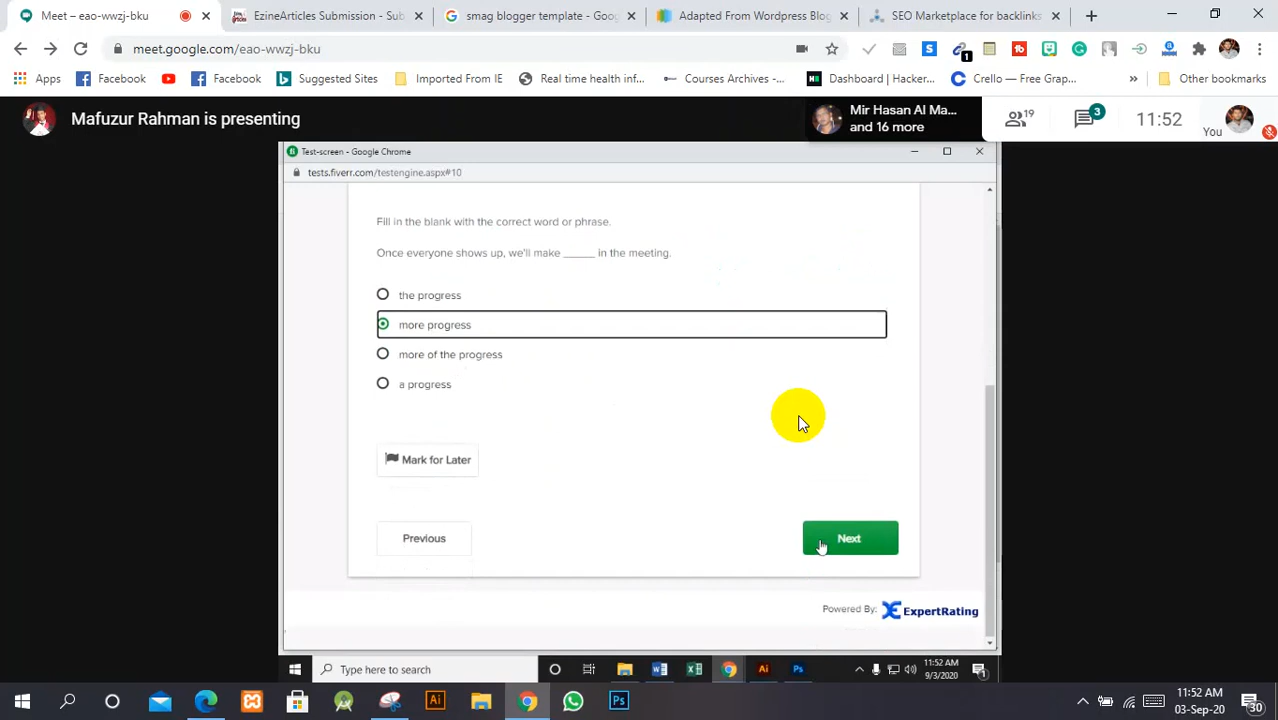 Meet – eao-wwzj-bku
EzineArticles Submission - Sub
smag blogger template - Goog
Adapted From Wordpress Blog
SEO Marketplace for backlinks
meet.google.com/eao-wwzj-bku
1
Apps
Facebook
Facebook
Suggested Sites
Imported From IE
Real time health inf...
Courses Archives -...
Dashboard | Hacker...
Crello — Free Grap...
Other bookmarks
Mafuzur Rahman is presenting
Mir Hasan Al Ma...
and 16 more
19
3
11:52
You
Test-screen - Google Chrome
tests.fiverr.com/testengine.aspx#10
Fill in the blank with the correct word or phrase.
Once everyone shows up, we'll make _____ in the meeting.
the progress
more progress
more of the progress
a progress
Mark for Later
Previous
Next
Powered By: ExpertRating
Type here to search
11:52 AM
9/3/2020
11:52 AM
03-Sep-20
30